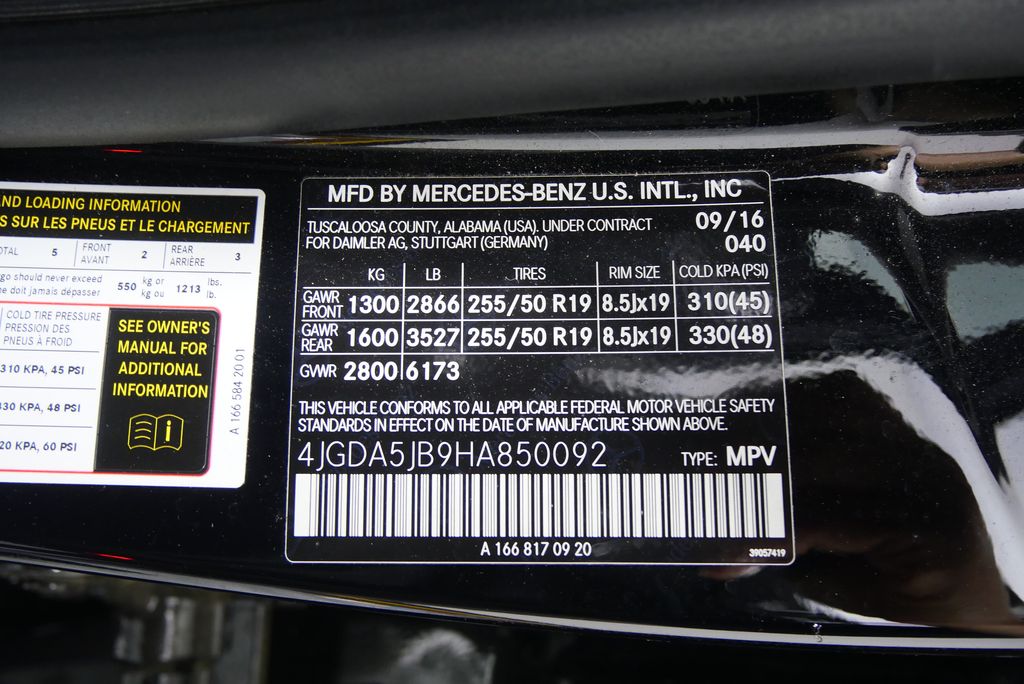 ND LOADING INFORMATION
S SUR LES PNEUS ET LE CHARGEMENT
OTAL 5 FRONT AVANT 2 REAR ARRIÈRE 3
go should never exceed 550 kg or 1213 lbs.
e doit jamais dépasser kg ou lb.
COLD TIRE PRESSURE
PRESSION DES
PNEUS À FROID
310 KPA, 45 PSI
330 KPA, 48 PSI
20 KPA, 60 PSI
SEE OWNER'S
MANUAL FOR
ADDITIONAL
INFORMATION
i
A 166 584 20 01
MFD BY MERCEDES-BENZ U.S. INTL., INC
TUSCALOOSA COUNTY, ALABAMA (USA). UNDER CONTRACT 09/16
FOR DAIMLER AG, STUTTGART (GERMANY) 040
KG LB TIRES RIM SIZE COLD KPA (PSI)
GAWR FRONT 1300 2866 255/50 R19 8.5Jx19 310(45)
GAWR REAR 1600 3527 255/50 R19 8.5Jx19 330(48)
GVWR 2800 6173
THIS VEHICLE CONFORMS TO ALL APPLICABLE FEDERAL MOTOR VEHICLE SAFETY
STANDARDS IN EFFECT ON THE DATE OF MANUFACTURE SHOWN ABOVE.
4JGDA5JB9HA850092 TYPE: MPV
A 166 817 09 20
39057419